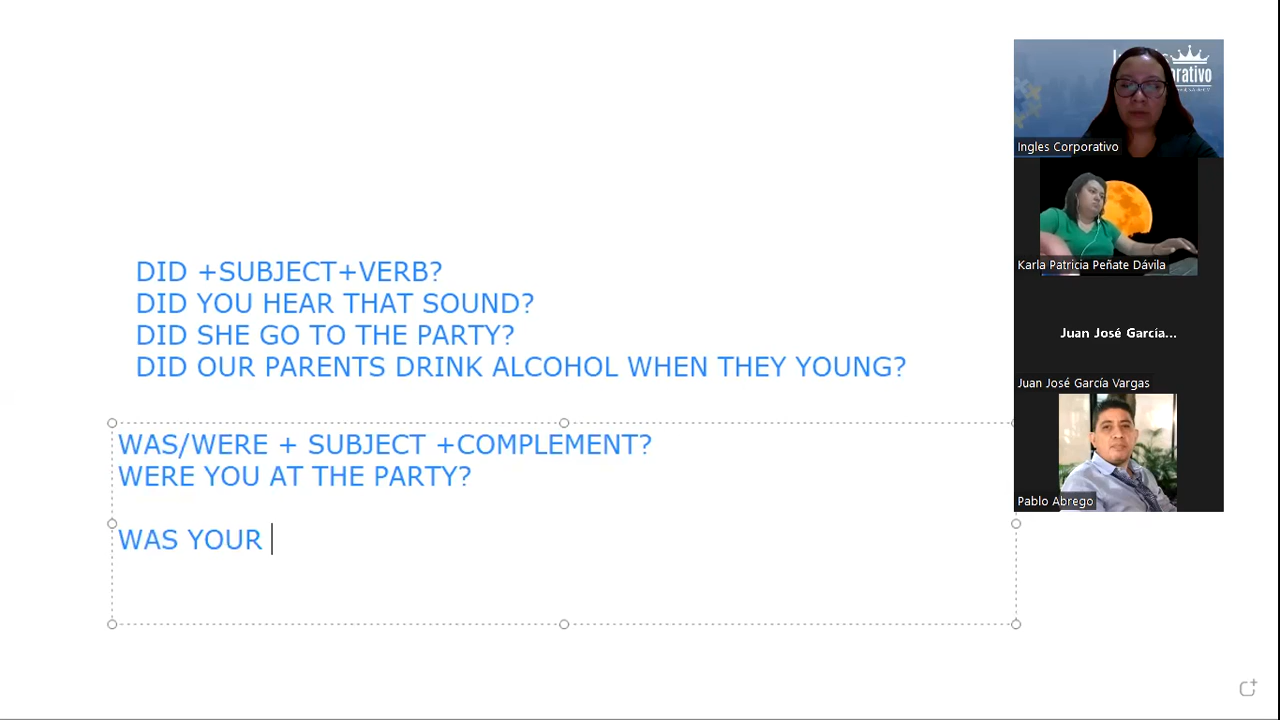 DID +SUBJECT+VERB?
DID YOU HEAR THAT SOUND?
DID SHE GO TO THE PARTY?
DID OUR PARENTS DRINK ALCOHOL WHEN THEY YOUNG?
WAS/WERE + SUBJECT +COMPLEMENT?
WERE YOU AT THE PARTY?
WAS YOUR
Ingles Corporativo
Karla Patricia Peñate Dávila
Juan José García...
Juan José García Vargas
Pablo Abrego